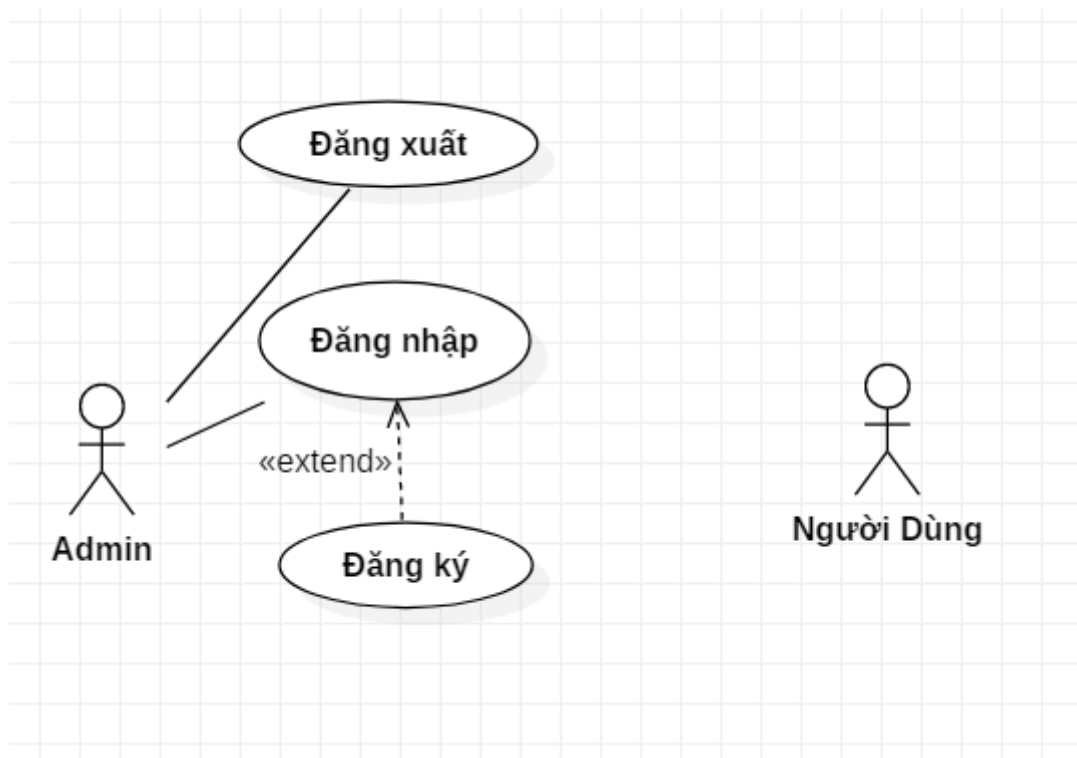 Đăng xuất
Đăng nhập
«extend»
Đăng ký
Admin
Người Dùng